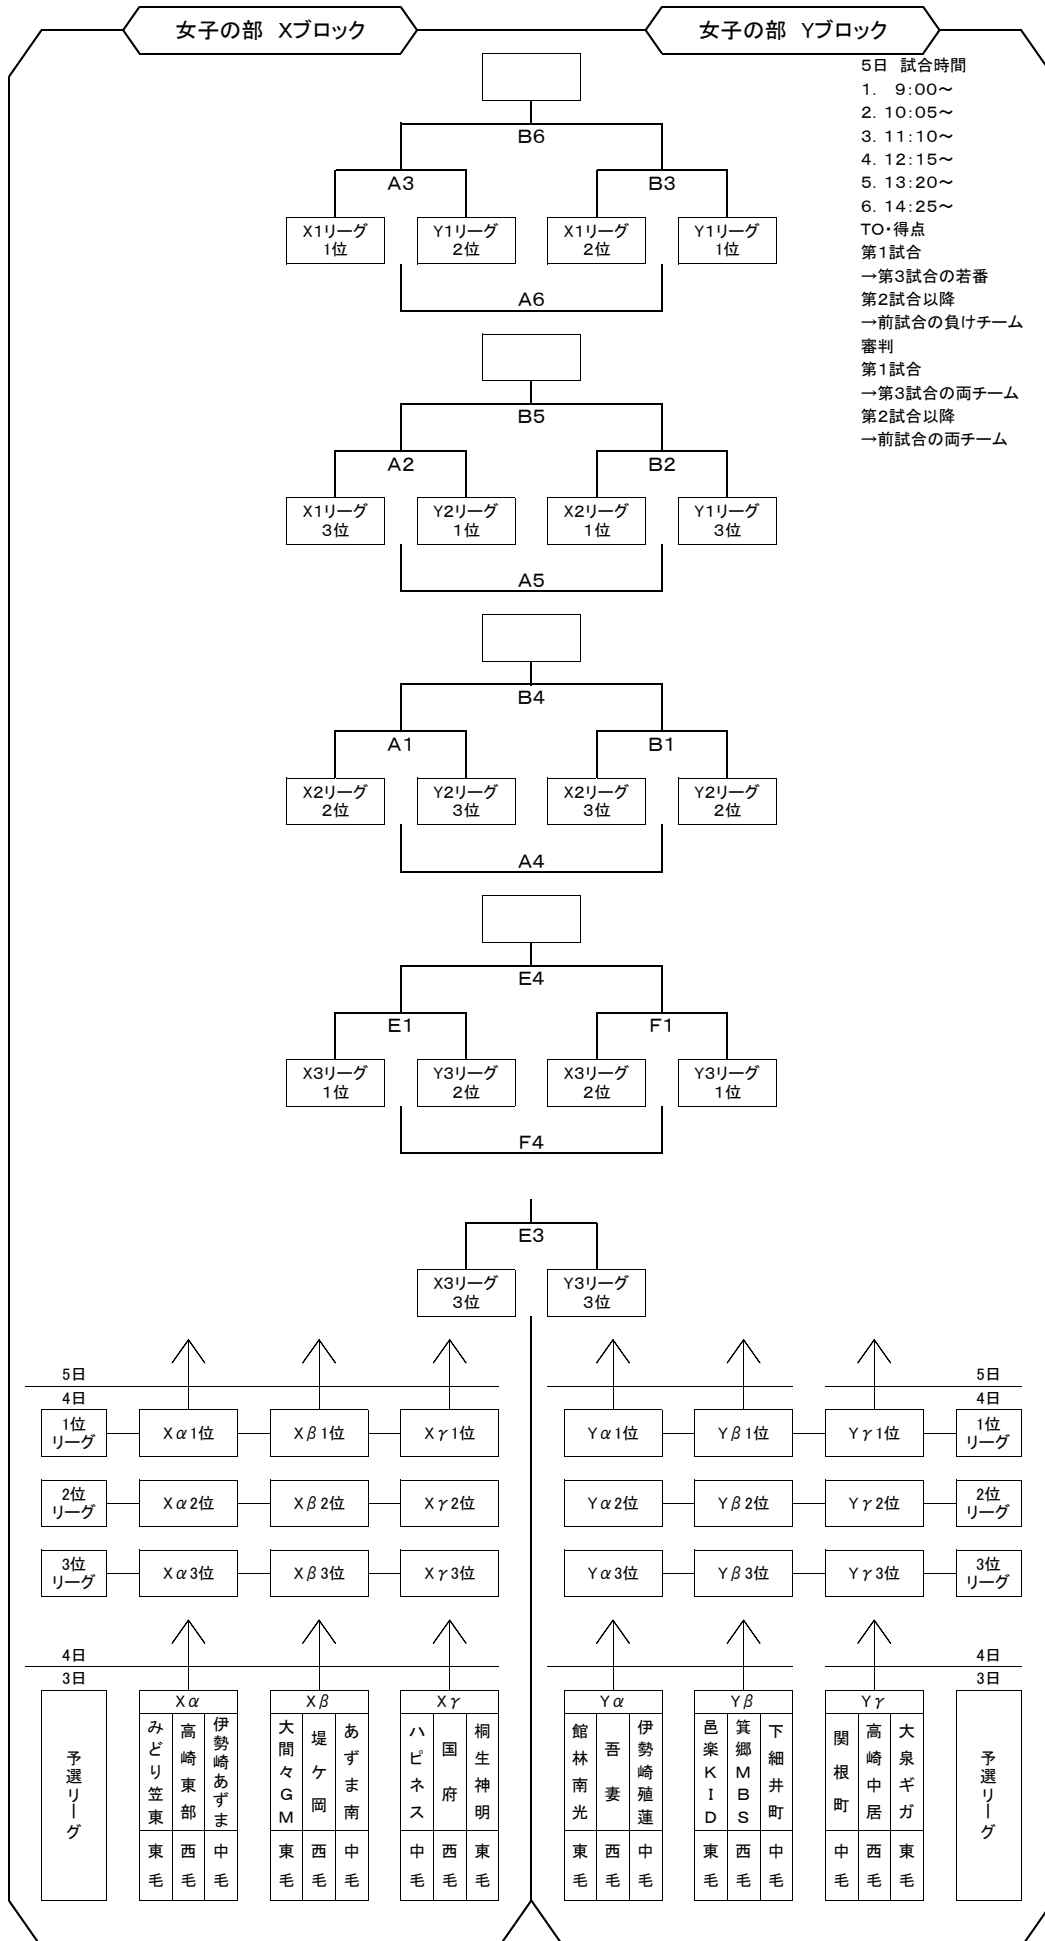 女子の部 Xブロック
女子の部 Yブロック
5日 試合時間
1. 9:00～
2. 10:05～
3. 11:10～
4. 12:15～
5. 13:20～
6. 14:25～
TO・得点
第1試合
→第3試合の若番
第2試合以降
→前試合の負けチーム
審判
第1試合
→第3試合の両チーム
第2試合以降
→前試合の両チーム
B6
A3
B3
X1リーグ
1位
Y1リーグ
2位
X1リーグ
2位
Y1リーグ
1位
A6
B5
A2
B2
X1リーグ
3位
Y2リーグ
1位
X2リーグ
1位
Y1リーグ
3位
A5
B4
A1
B1
X2リーグ
2位
Y2リーグ
3位
X2リーグ
3位
Y2リーグ
2位
A4
E4
E1
F1
X3リーグ
1位
Y3リーグ
2位
X3リーグ
2位
Y3リーグ
1位
F4
E3
X3リーグ
3位
Y3リーグ
3位
5日
4日
5日
4日
1位
リーグ
Xα1位
Xβ1位
Xγ1位
Yα1位
Yβ1位
Yγ1位
1位
リーグ
2位
リーグ
Xα2位
Xβ2位
Xγ2位
Yα2位
Yβ2位
Yγ2位
2位
リーグ
3位
リーグ
Xα3位
Xβ3位
Xγ3位
Yα3位
Yβ3位
Yγ3位
3位
リーグ
4日
3日
4日
3日
予選リーグ
Xα
みどり笠東
東毛
高崎東部
西毛
伊勢崎あずま
中毛
Xβ
大間々GM
東毛
堤ケ岡
西毛
あずま南
中毛
Xγ
ハピネス
中毛
国府
西毛
桐生神明
東毛
Yα
館林南光
東毛
吾妻
西毛
伊勢崎殖蓮
中毛
Yβ
邑楽KID
東毛
箕郷MBS
西毛
下細井町
中毛
Yγ
関根町
中毛
高崎中居
西毛
大泉ギガ
東毛
予選リーグ